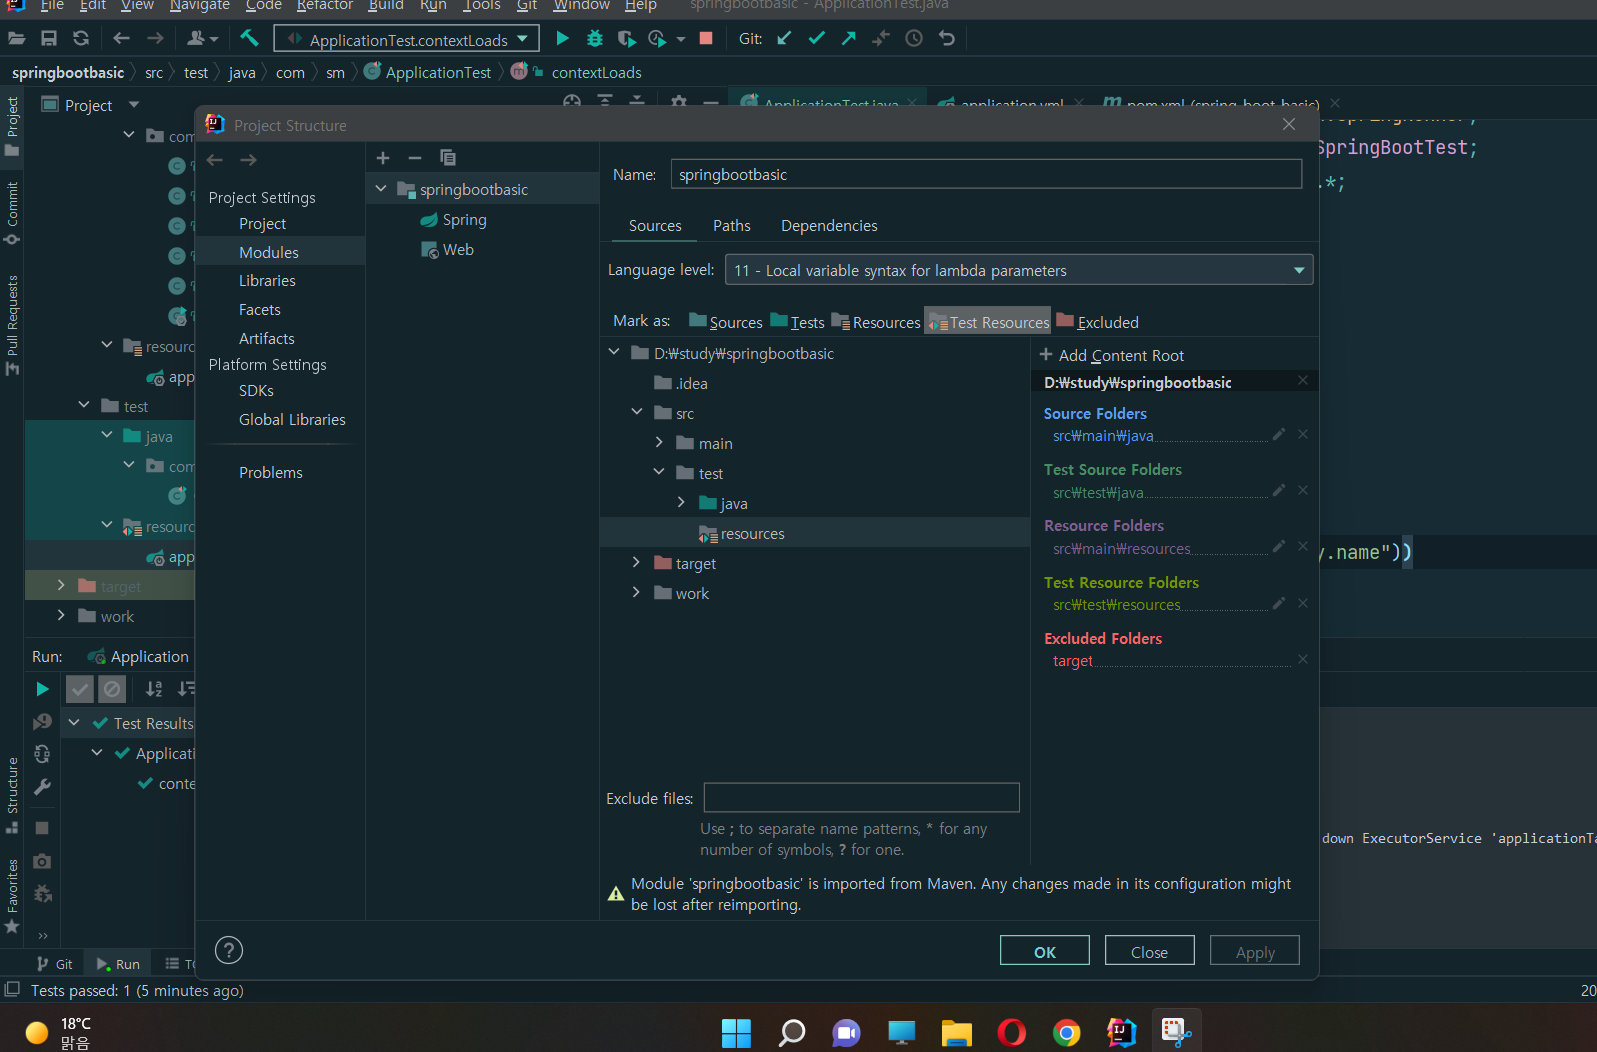 File Edit View Navigate Code Refactor Build Run Tools Git Window Help springbootbasic - ApplicationTest.java
ApplicationTest.contextLoads Git:
springbootbasic src test java com sm ApplicationTest contextLoads
Project
Commit
Pull Requests
Structure
Favorites
Project
ApplicationTest.java application.yml pom.xml (spring-boot-basic)
com
resourc
app
test
java
com
resourc
app
target
work
SpringBootTest;
.*;
y.name"))
Project Structure
Project Settings
Project
Modules
Libraries
Facets
Artifacts
Platform Settings
SDKs
Global Libraries
Problems
springbootbasic
Spring
Web
Name: springbootbasic
Sources Paths Dependencies
Language level: 11 - Local variable syntax for lambda parameters
Mark as: Sources Tests Resources Test Resources Excluded
D:₩study₩springbootbasic
.idea
src
main
test
java
resources
target
work
+ Add Content Root
D:₩study₩springbootbasic
Source Folders
src₩main₩java
Test Source Folders
src₩test₩java
Resource Folders
src₩main₩resources
Test Resource Folders
src₩test₩resources
Excluded Folders
target
Exclude files:
Use ; to separate name patterns, * for any
number of symbols, ? for one.
Module 'springbootbasic' is imported from Maven. Any changes made in its configuration might
be lost after reimporting.
? OK Close Apply
Run: Application
Test Results
Applicati
conte
down ExecutorService 'applicationTa
Git Run TO
Tests passed: 1 (5 minutes ago)
20
18°C
맑음